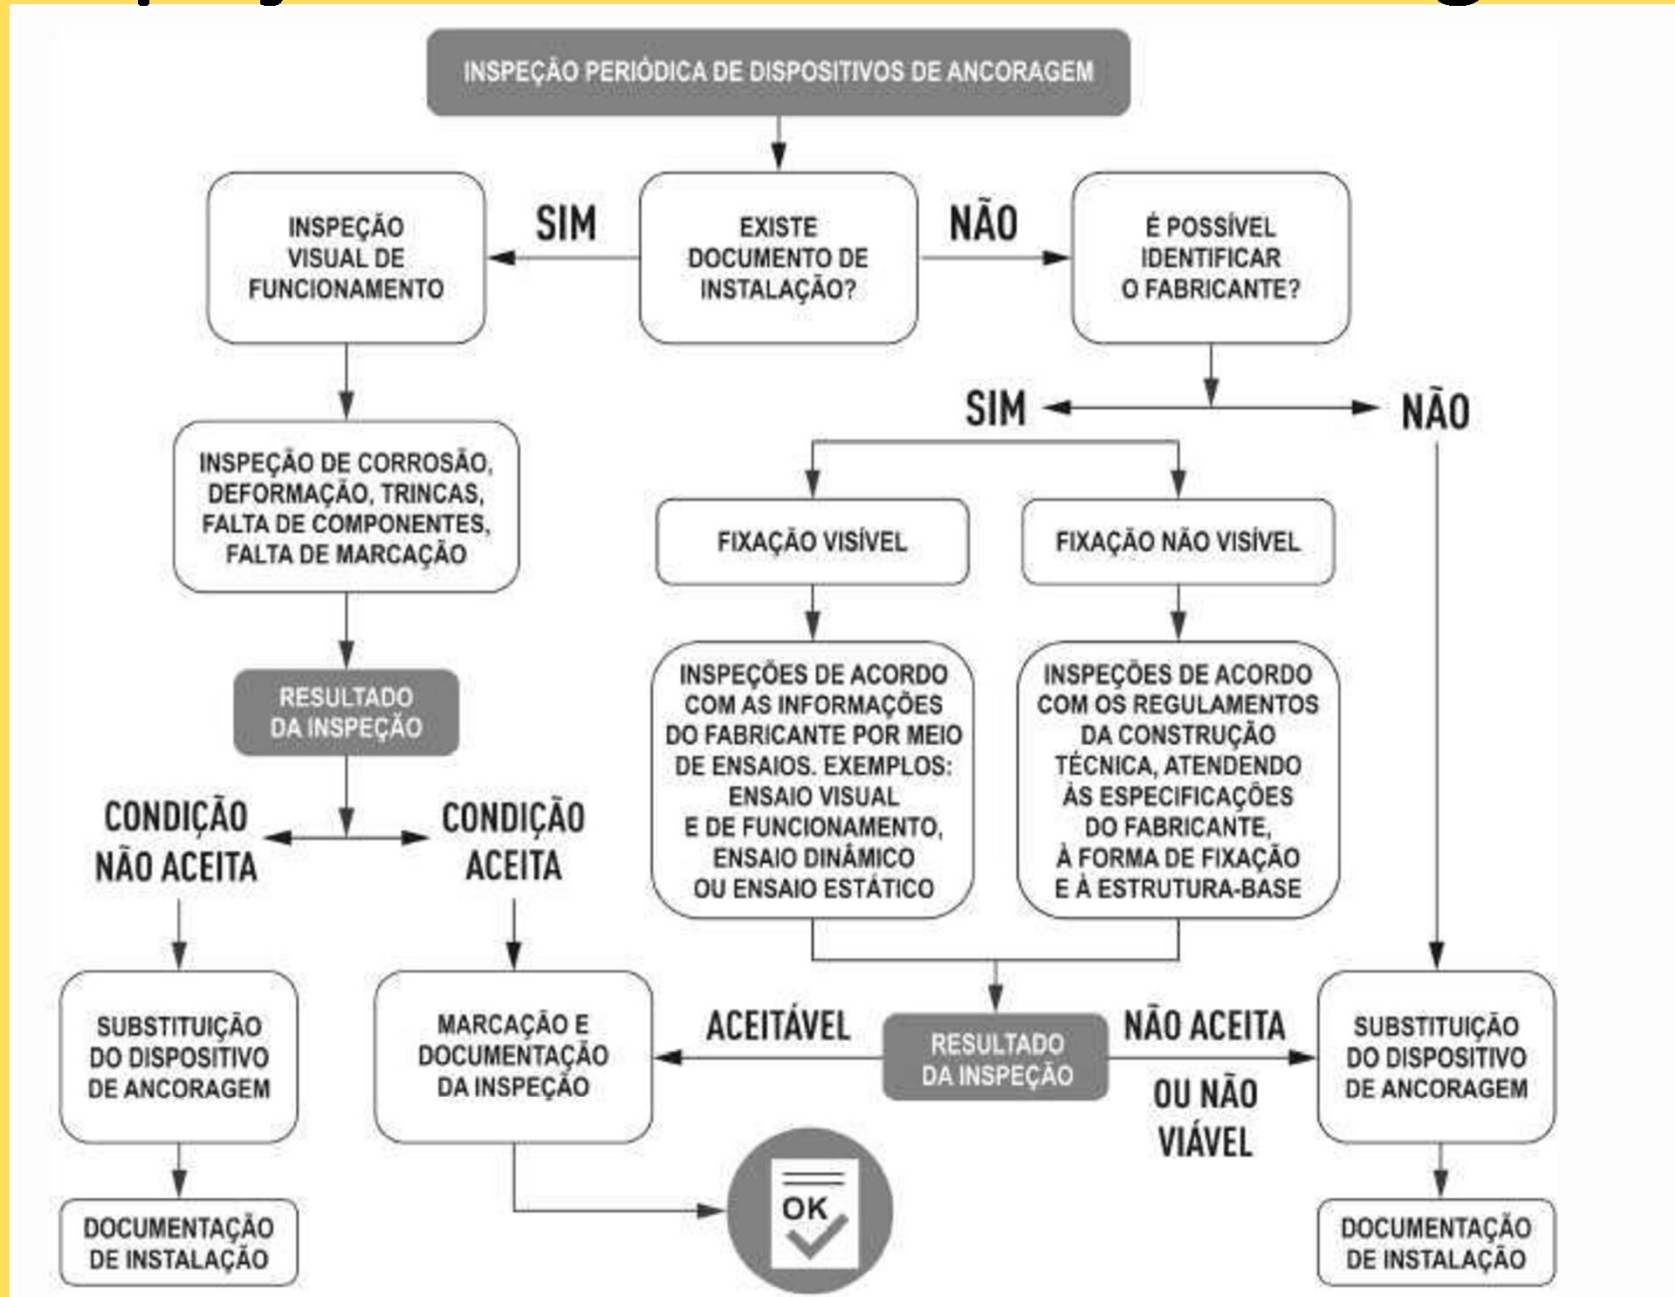 INSPEÇÃO PERIÓDICA DE DISPOSITIVOS DE ANCORAGEM
INSPEÇÃO
VISUAL DE
FUNCIONAMENTO
SIM
EXISTE
DOCUMENTO DE
INSTALAÇÃO?
NÃO
É POSSÍVEL
IDENTIFICAR
O FABRICANTE?
SIM
NÃO
INSPEÇÃO DE CORROSÃO,
DEFORMAÇÃO, TRINCAS,
FALTA DE COMPONENTES,
FALTA DE MARCAÇÃO
FIXAÇÃO VISÍVEL
FIXAÇÃO NÃO VISÍVEL
RESULTADO
DA INSPEÇÃO
INSPEÇÕES DE ACORDO
COM AS INFORMAÇÕES
DO FABRICANTE POR MEIO
DE ENSAIOS. EXEMPLOS:
ENSAIO VISUAL
E DE FUNCIONAMENTO,
ENSAIO DINÂMICO
OU ENSAIO ESTÁTICO
INSPEÇÕES DE ACORDO
COM OS REGULAMENTOS
DA CONSTRUÇÃO
TÉCNICA, ATENDENDO
ÀS ESPECIFICAÇÕES
DO FABRICANTE,
À FORMA DE FIXAÇÃO
E À ESTRUTURA-BASE
CONDIÇÃO
NÃO ACEITA
CONDIÇÃO
ACEITA
SUBSTITUIÇÃO
DO DISPOSITIVO
DE ANCORAGEM
MARCAÇÃO E
DOCUMENTAÇÃO
DA INSPEÇÃO
ACEITÁVEL
RESULTADO
DA INSPEÇÃO
NÃO ACEITA
OU NÃO
VIÁVEL
SUBSTITUIÇÃO
DO DISPOSITIVO
DE ANCORAGEM
DOCUMENTAÇÃO
DE INSTALAÇÃO
OK
DOCUMENTAÇÃO
DE INSTALAÇÃO